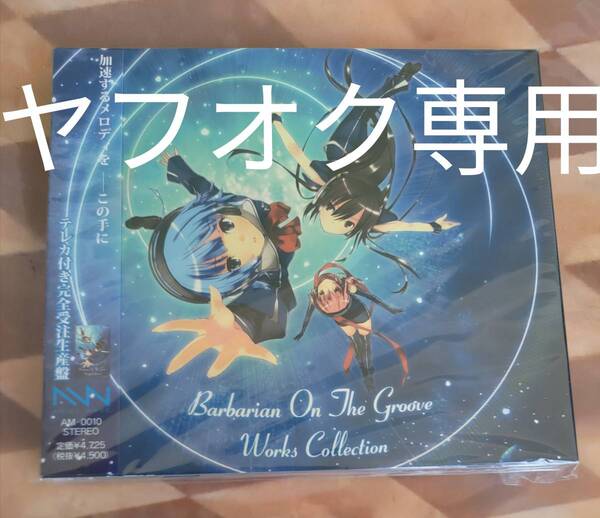 ヤフオク専用
加速するメロディを― この手に
テレカ付き完全受注生産盤
AM-0010
STEREO
定価¥4,725
(税抜¥4,500)
Barbarian On The Groove
Works Collection